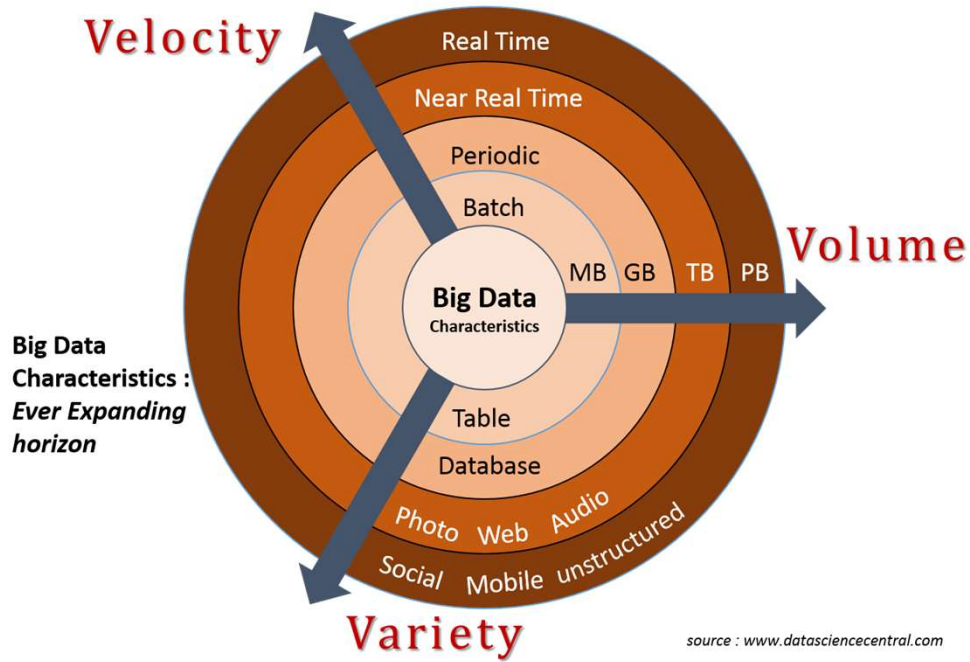 Velocity
Real Time
Near Real Time
Periodic
Batch
Volume
MB GB TB PB
Big Data
Characteristics
Big Data
Characteristics :
Ever Expanding
horizon
Table
Database
Photo Web Audio
Social Mobile unstructured
Variety
source : www.datasciencecentral.com